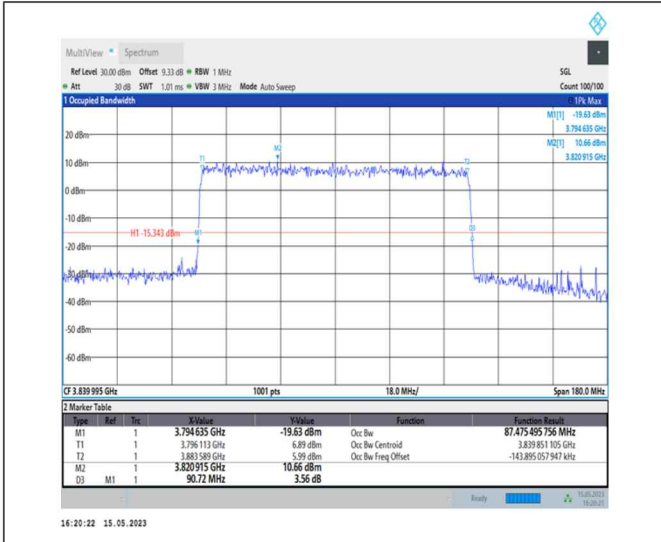 MultiView Spectrum
Ref Level 30.00 dBm Offset 9.33 dB RBW 1 MHz SGL
Att 30 dB SWT 1.01 ms VBW 3 MHz Mode Auto Sweep Count 100/100
1 Occupied Bandwidth 1Pk Max
M1[1] -19.63 dBm
3.794 635 GHz
M2[1] 10.66 dBm
3.820 915 GHz
20 dBm
10 dBm
0 dBm
-10 dBm
-20 dBm
-30 dBm
-40 dBm
-50 dBm
-60 dBm
T1
M2
T2
H1 -15.343 dBm
M1
D3
CF 3.839 995 GHz 1001 pts 18.0 MHz/ Span 180.0 MHz
2 Marker Table
Type Ref Trc X-Value Y-Value Function Function Result
M1 1 3.794 635 GHz -19.63 dBm Occ Bw 87.475 495 756 MHz
T1 1 3.796 113 GHz 6.89 dBm Occ Bw Centroid 3.839 851 105 GHz
T2 1 3.883 589 GHz 5.99 dBm Occ Bw Freq Offset -143.895 057 947 kHz
M2 1 3.820 915 GHz 10.66 dBm
D3 M1 1 90.72 MHz 3.56 dB
Ready 15.05.2023
16:20:21
16:20:22 15.05.2023